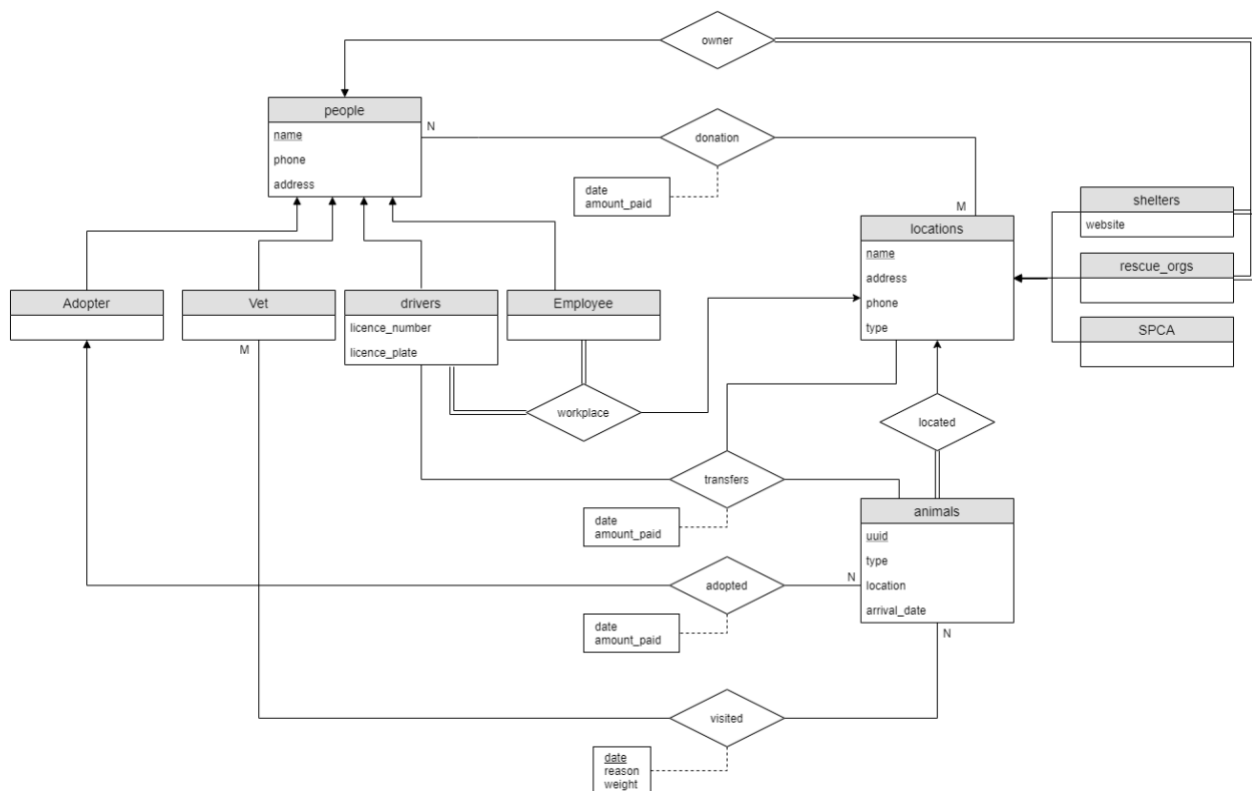 owner
people
name
phone
address
N
donation
date
amount_paid
M
locations
name
address
phone
type
shelters
website
rescue_orgs
SPCA
Adopter
Vet
drivers
licence_number
licence_plate
Employee
M
workplace
located
transfers
date
amount_paid
animals
uuid
type
location
arrival_date
adopted
N
date
amount_paid
N
visited
date
reason
weight